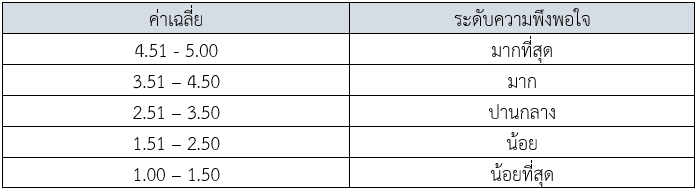 ค่าเฉลี่ย ระดับความพึงพอใจ
4.51 - 5.00 มากที่สุด
3.51 – 4.50 มาก
2.51 – 3.50 ปานกลาง
1.51 – 2.50 น้อย
1.00 – 1.50 น้อยที่สุด